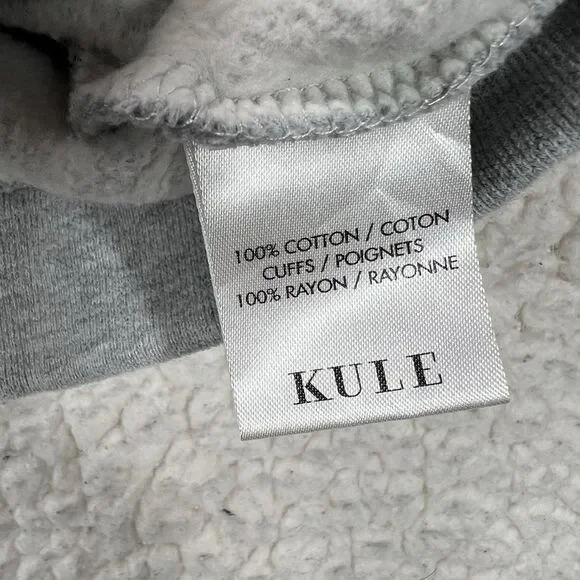 100% COTTON / COTON
CUFFS / POIGNETS
100% RAYON / RAYONNE
KULE